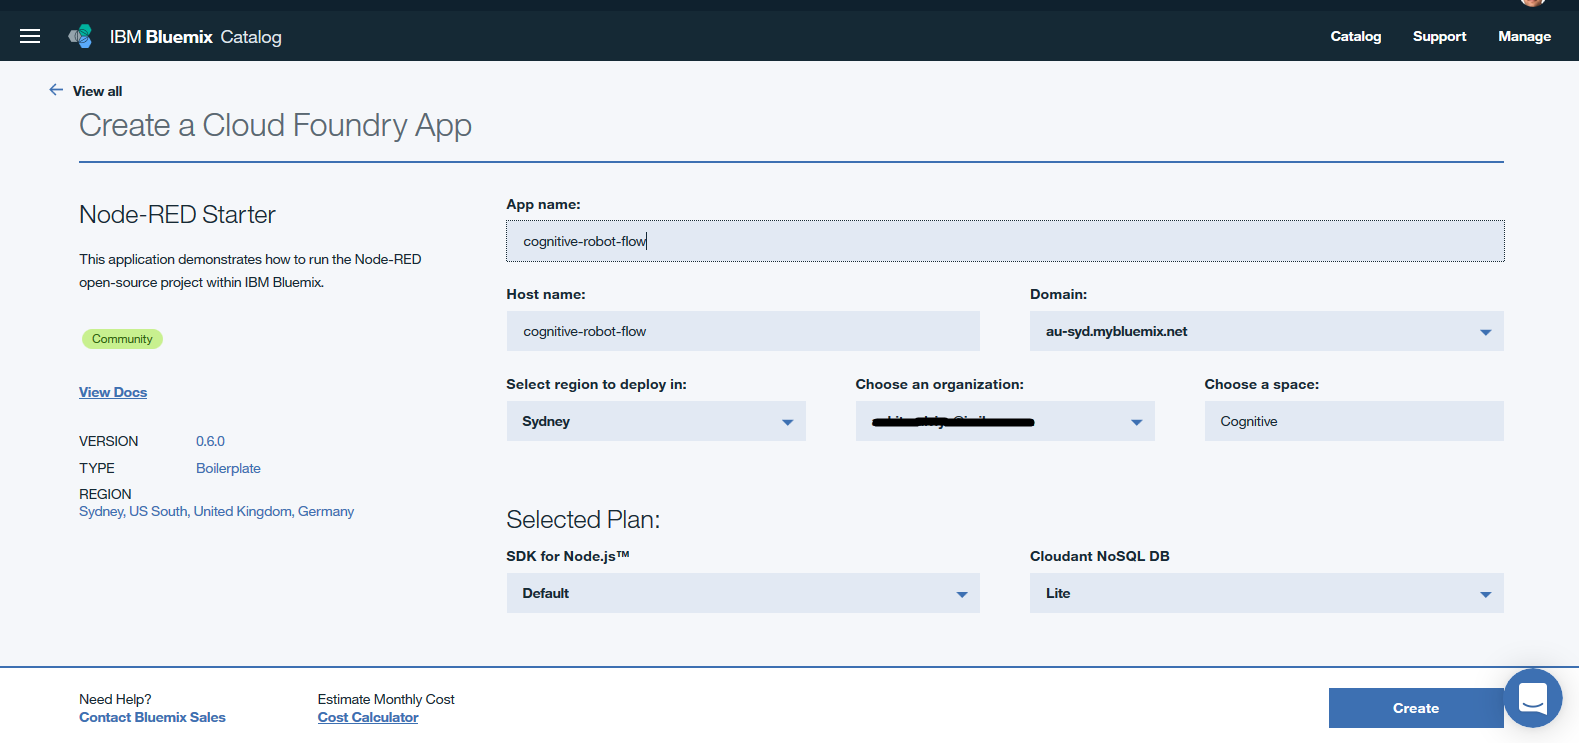 IBM Bluemix Catalog
Catalog Support Manage
View all
Create a Cloud Foundry App
Node-RED Starter
This application demonstrates how to run the Node-RED
open-source project within IBM Bluemix.
Community
View Docs
VERSION 0.6.0
TYPE Boilerplate
REGION
Sydney, US South, United Kingdom, Germany
App name:
cognitive-robot-flow
Host name: Domain:
cognitive-robot-flow au-syd.mybluemix.net
Select region to deploy in: Choose an organization: Choose a space:
Sydney Cognitive
Selected Plan:
SDK for Node.js™ Cloudant NoSQL DB
Default Lite
Need Help? Estimate Monthly Cost
Contact Bluemix Sales Cost Calculator
Create